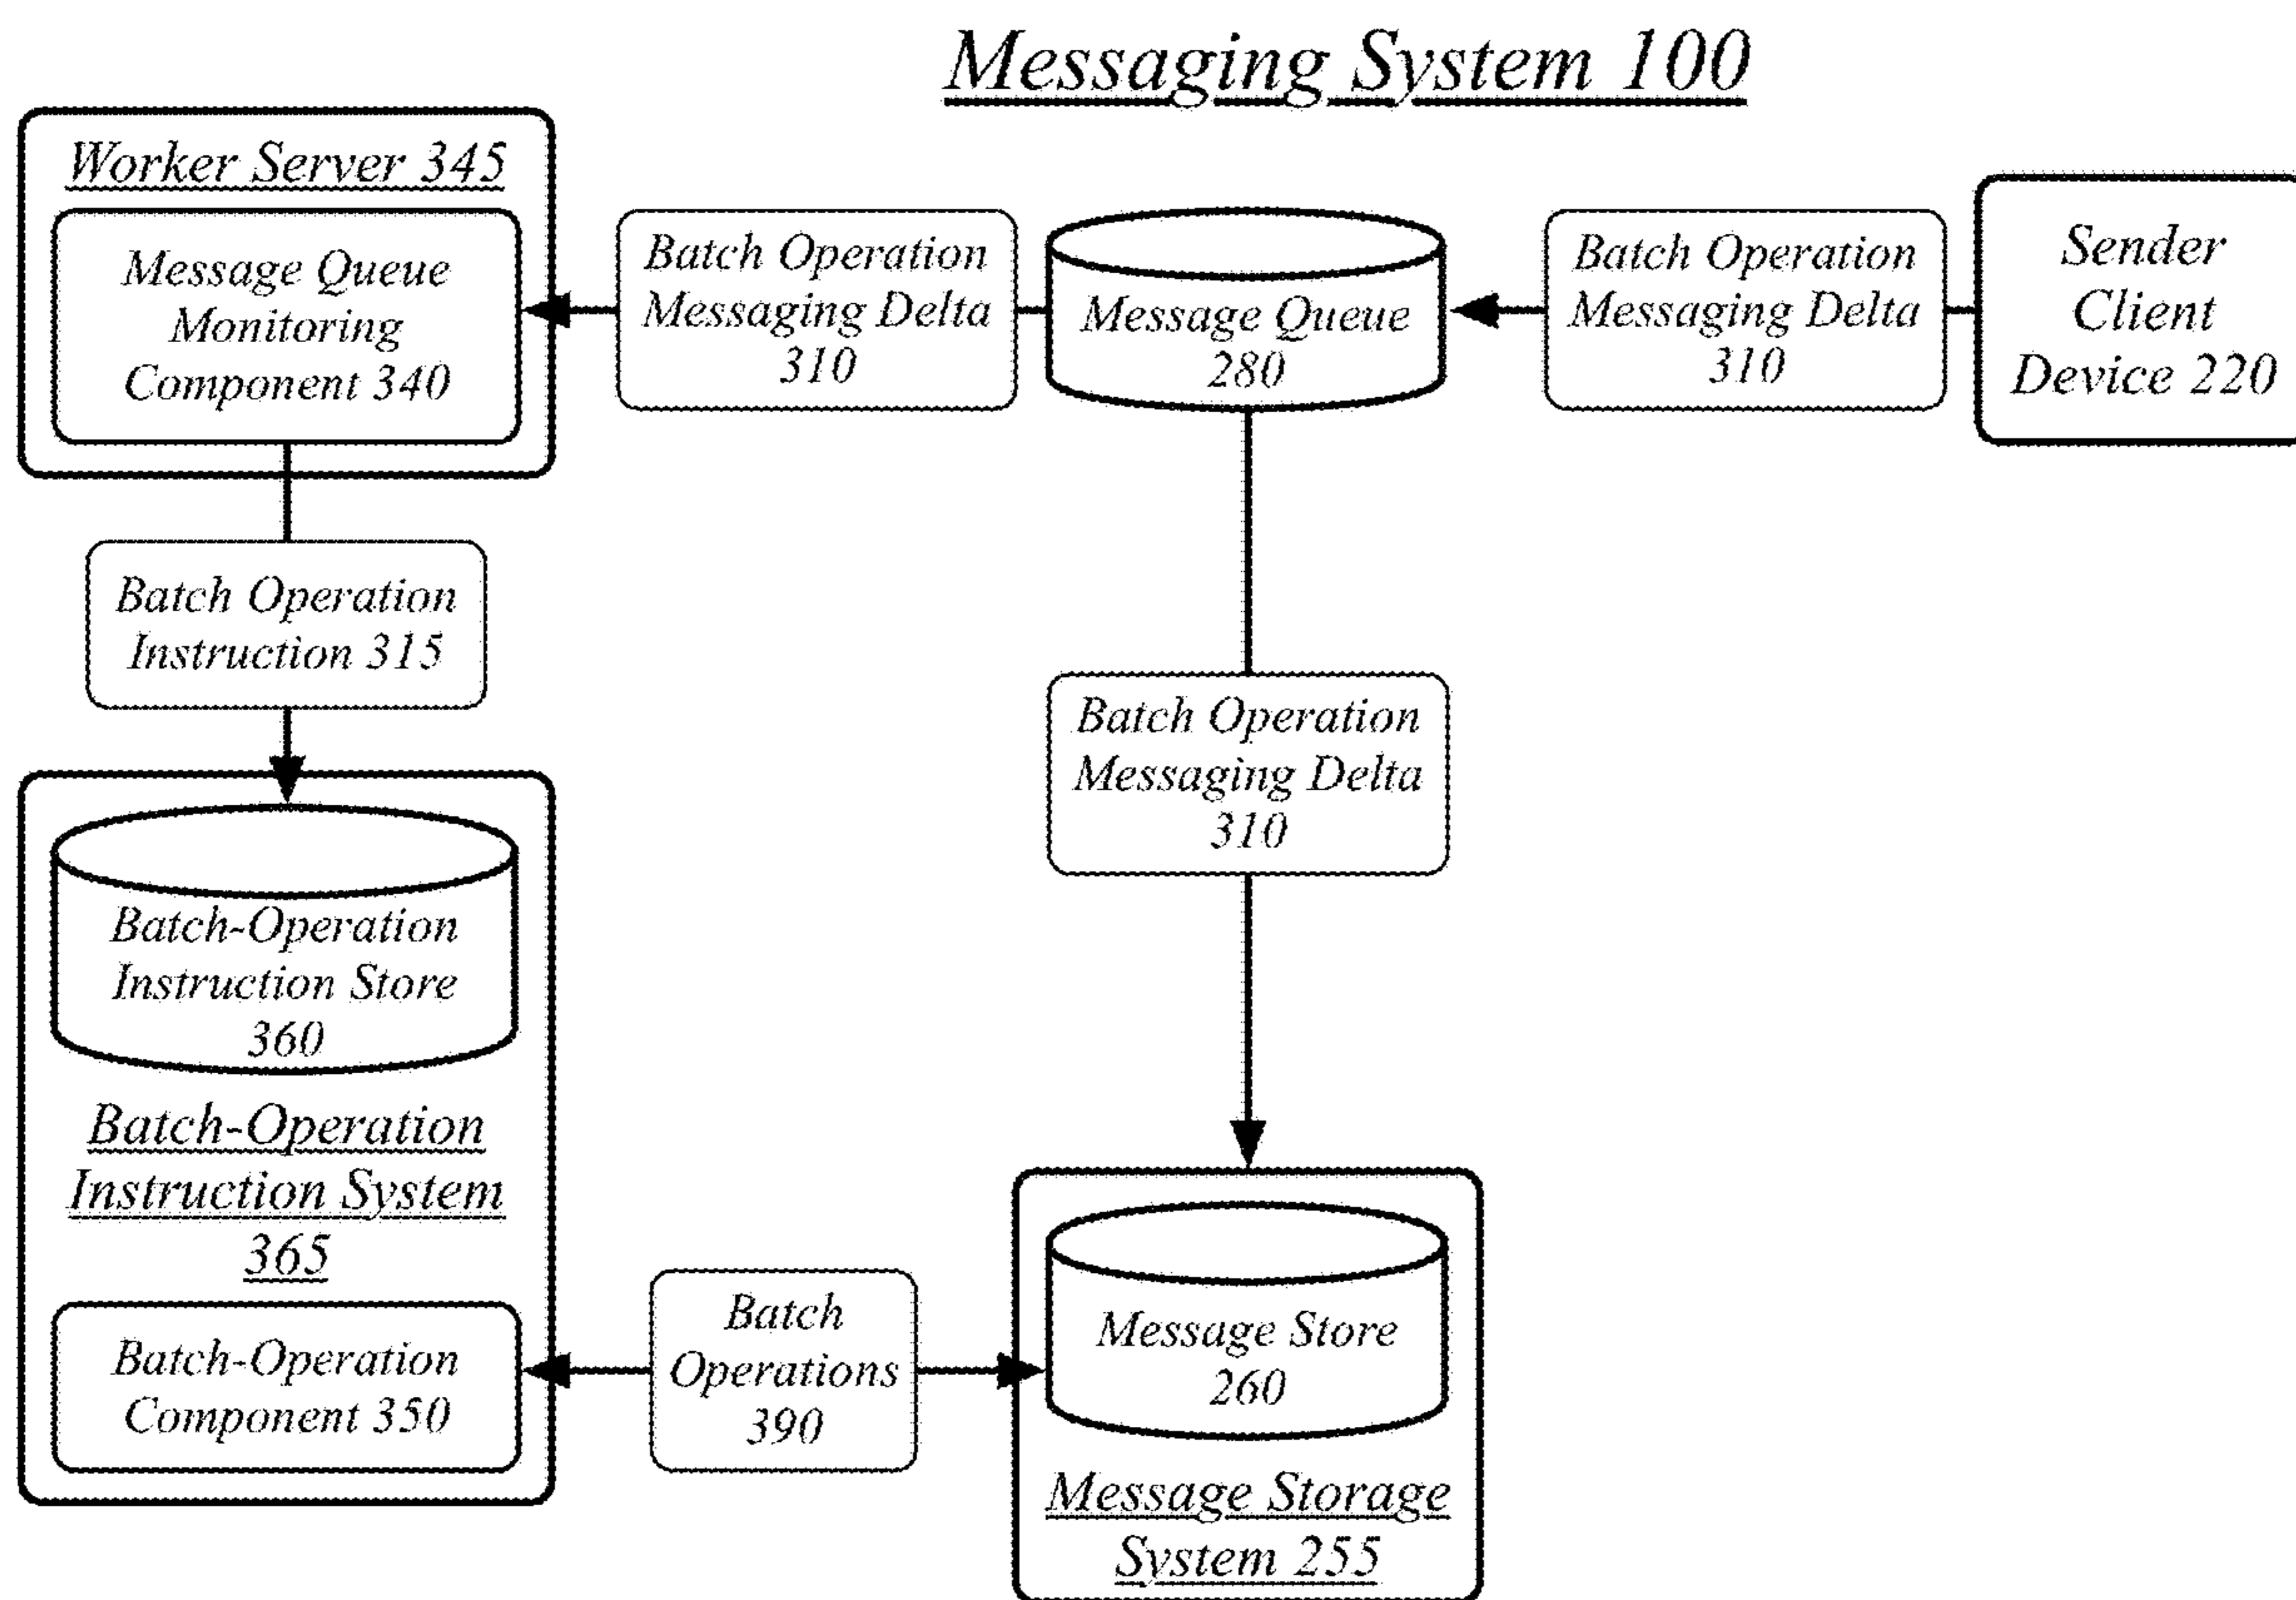 Messaging System 100
Worker Server 345
Message Queue
Monitoring
Component 340
Batch Operation
Messaging Delta
310
Message Queue
280
Batch Operation
Messaging Delta
310
Sender
Client
Device 220
Batch Operation
Instruction 315
Batch Operation
Messaging Delta
310
Batch-Operation
Instruction Store
360
Batch-Operation
Instruction System
365
Batch-Operation
Component 350
Batch
Operations
390
Message Store
260
Message Storage
System 255